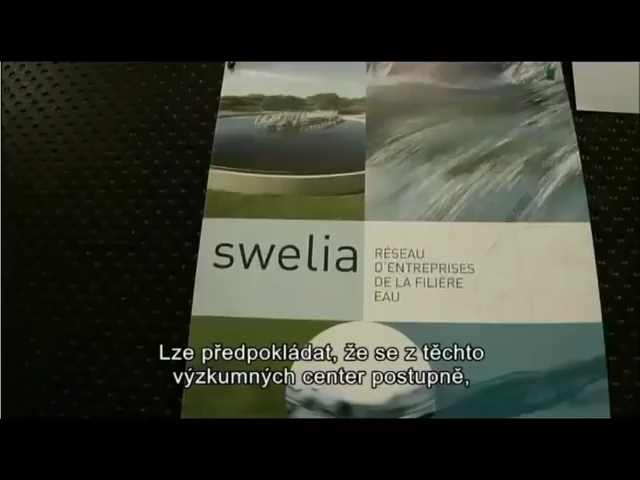 swelia
RÉSEAU
D'ENTREPRISES
DE LA FILIÈRE
EAU
Lze předpokládat, že se z těchto
výzkumných center postupně,